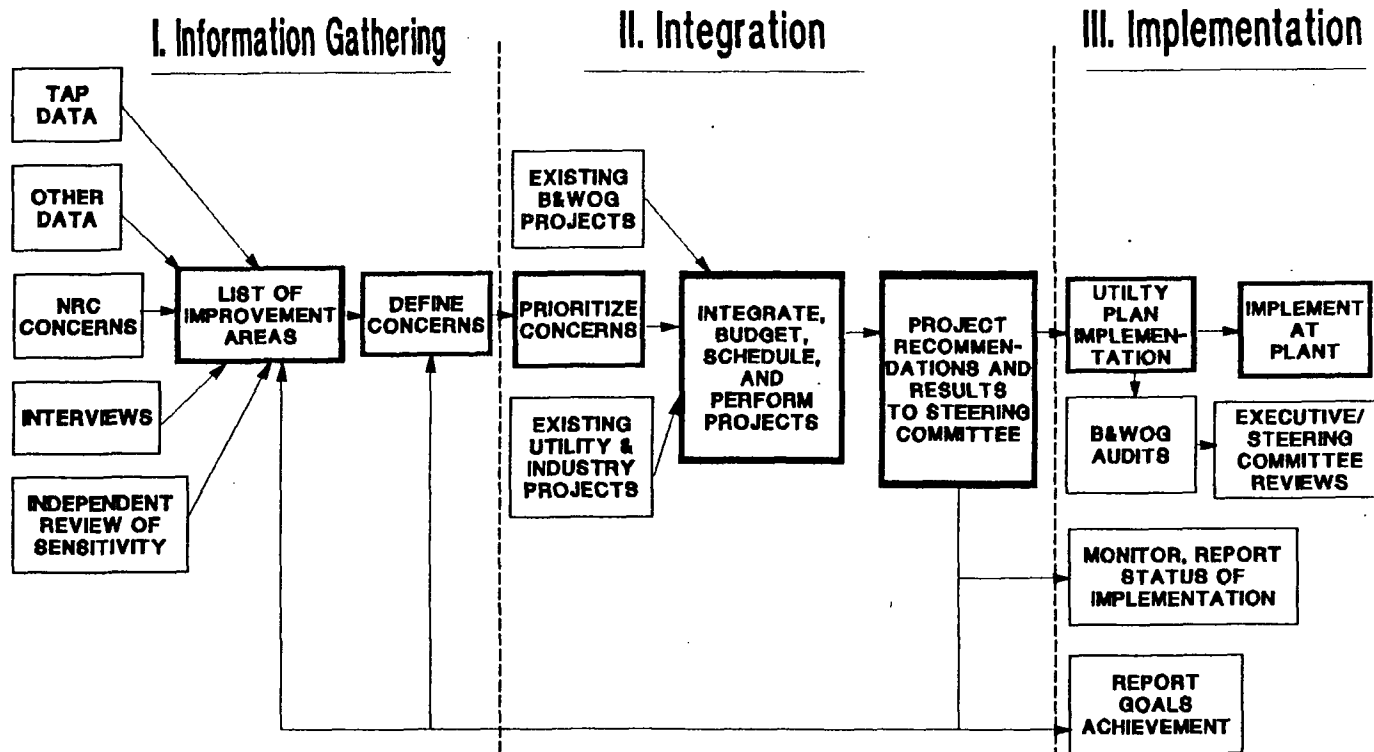 I. Information Gathering
II. Integration
III. Implementation
TAP
DATA
OTHER
DATA
NRC
CONCERNS
INTERVIEWS
INDEPENDENT
REVIEW OF
SENSITIVITY
LIST OF
IMPROVEMENT
AREAS
DEFINE
CONCERNS
EXISTING
B&WOG
PROJECTS
PRIORITIZE
CONCERNS
EXISTING
UTILITY &
INDUSTRY
PROJECTS
INTEGRATE,
BUDGET,
SCHEDULE,
AND
PERFORM
PROJECTS
PROJECT
RECOMMEN-
DATIONS AND
RESULTS
TO STEERING
COMMITTEE
UTILTY
PLAN
IMPLEMEN-
TATION
IMPLEMENT
AT
PLANT
B&WOG
AUDITS
EXECUTIVE/
STEERING
COMMITTEE
REVIEWS
MONITOR, REPORT
STATUS OF
IMPLEMENTATION
REPORT
GOALS
ACHIEVEMENT